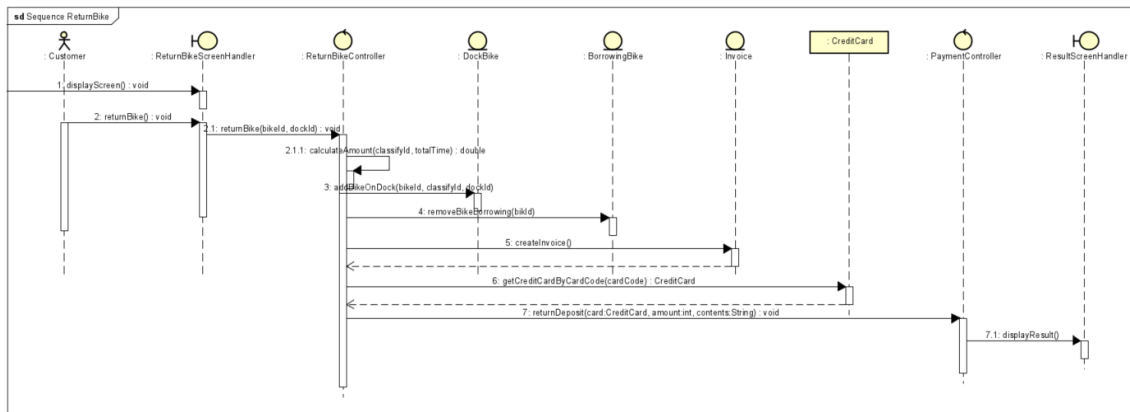 sd Sequence ReturnBike
: Customer
: ReturnBikeScreenHandler
: ReturnBikeController
: DockBike
: BorrowingBike
: Invoice
: CreditCard
: PaymentController
: ResultScreenHandler
1: displayScreen() : void
2: returnBike() : void
2.1: returnBike(bikeId, dockId) : void
2.1.1: calculateAmount(classifyId, totalTime) : double
3: addBikeOnDock(bikeId, classifyId, dockId)
4: removeBikeBorrowing(bikId)
5: createInvoice()
6: getCreditCardByCardCode(cardCode) : CreditCard
7: returnDeposit(card:CreditCard, amount:int, contents:String) : void
7.1: displayResult()